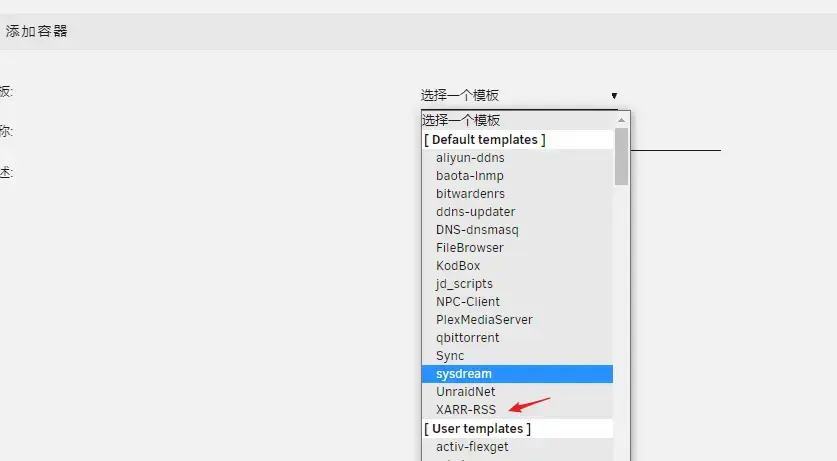 添加容器
板:
选择一个模板
称:
选择一个模板
[ Default templates ]
aliyun-ddns
述:
baota-lnmp
bitwardenrs
ddns-updater
DNS-dnsmasq
FileBrowser
KodBox
jd_scripts
NPC-Client
PlexMediaServer
qbittorrent
Sync
sysdream
UnraidNet
XARR-RSS
[ User templates ]
activ-flexget